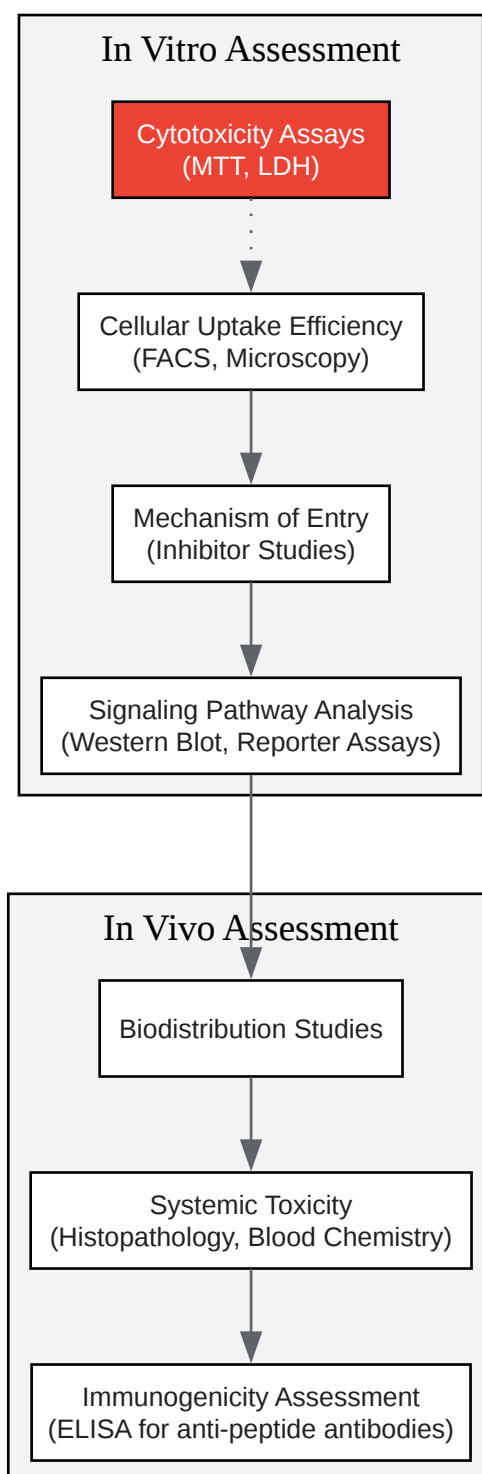 In Vitro Assessment
Cytotoxicity Assays
(MTT, LDH)
Cellular Uptake Efficiency
(FACS, Microscopy)
Mechanism of Entry
(Inhibitor Studies)
Signaling Pathway Analysis
(Western Blot, Reporter Assays)
In Vivo Assessment
Biodistribution Studies
Systemic Toxicity
(Histopathology, Blood Chemistry)
Immunogenicity Assessment
(ELISA for anti-peptide antibodies)